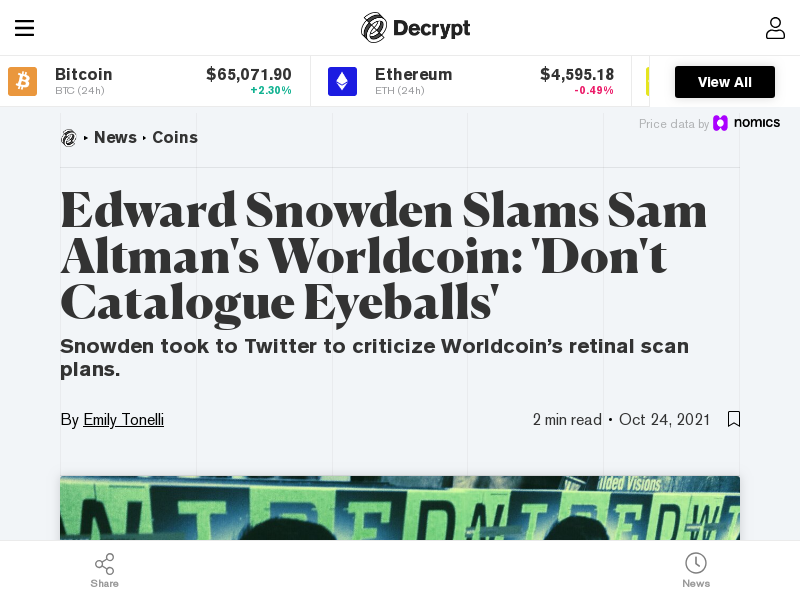 Decrypt
Bitcoin $65,071.90
BTC (24h) +2.30%
Ethereum $4,595.18
ETH (24h) -0.49%
View All
Price data by nomics
News Coins
Edward Snowden Slams Sam
Altman's Worldcoin: 'Don't
Catalogue Eyeballs'
Snowden took to Twitter to criticize Worldcoin’s retinal scan
plans.
By Emily Tonelli 2 min read • Oct 24, 2021
Visions
WIRED
WIRED
Share News